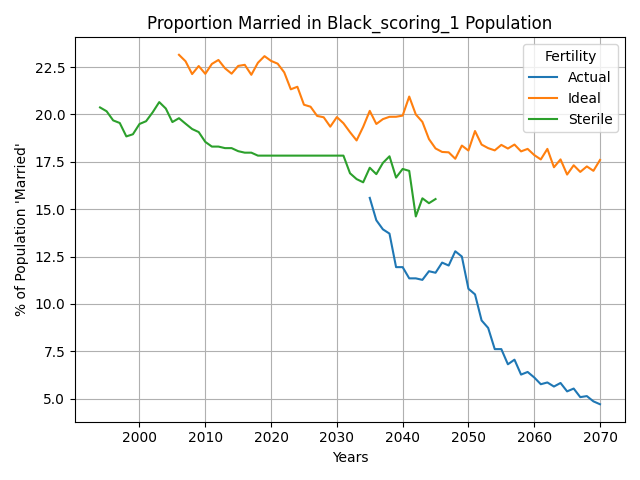 Proportion Married in Black_scoring_1 Population
Fertility
Actual
Ideal
Sterile
% of Population 'Married'
22.5
20.0
17.5
15.0
12.5
10.0
7.5
5.0
2000 2010 2020 2030 2040 2050 2060 2070
Years